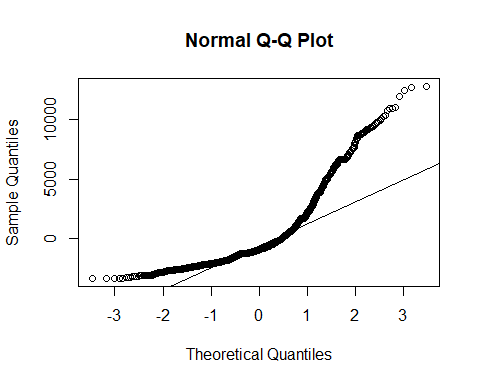 Normal Q-Q Plot
Sample Quantiles
10000
5000
0
-3 -2 -1 0 1 2 3
Theoretical Quantiles